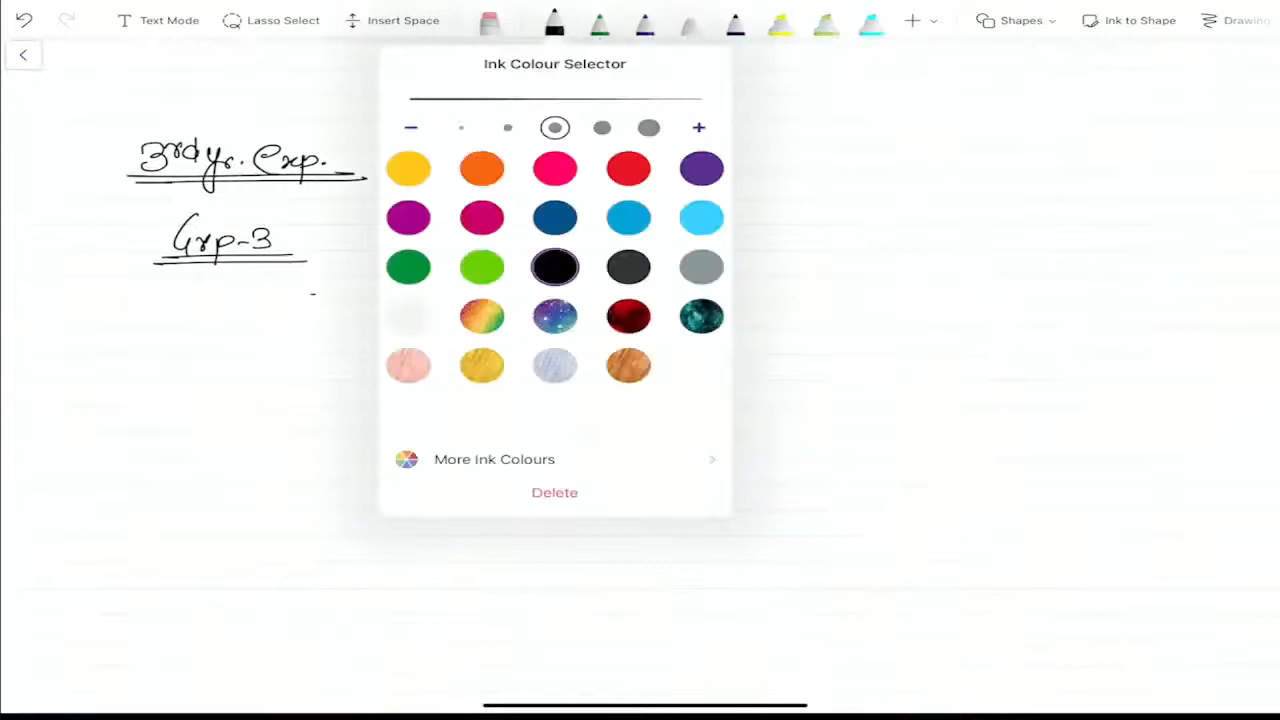 Text Mode Lasso Select Insert Space Shapes Ink to Shape Drawing
Ink Colour Selector
3rd yr. Exp.
Grp-3
More Ink Colours
Delete